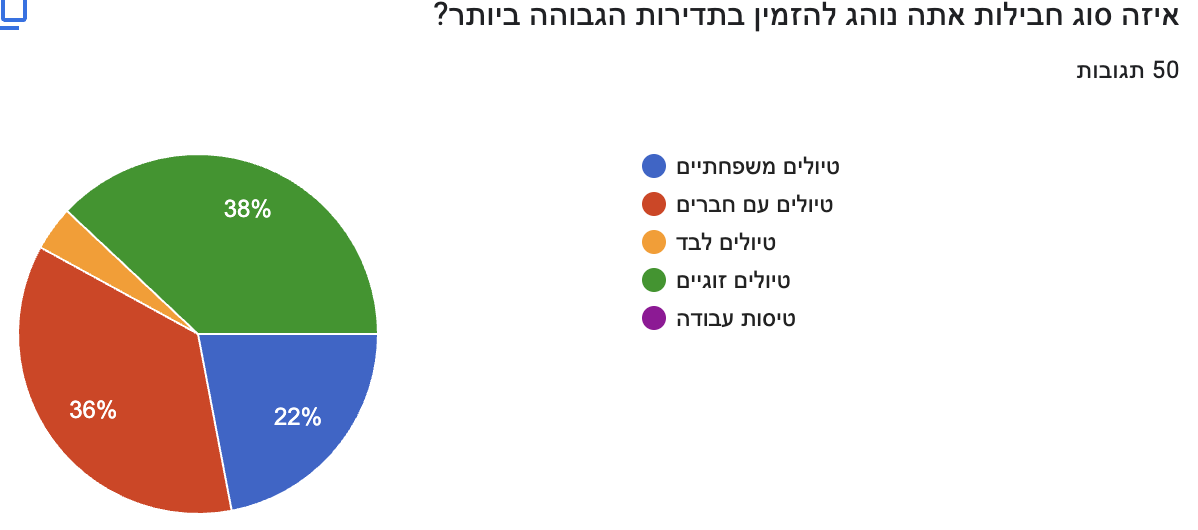 איזה סוג חבילות אתה נוהג להזמין בתדירות הגבוהה ביותר?
50 תגובות
טיולים משפחתיים
טיולים עם חברים
טיולים לבד
טיולים זוגיים
טיסות עבודה
38%
36%
22%